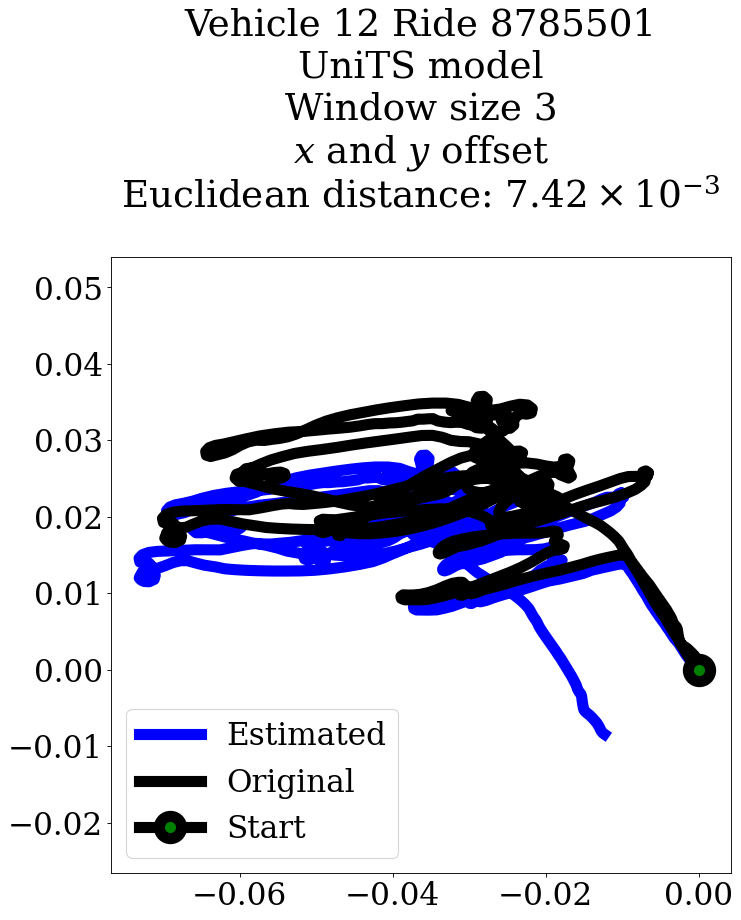 Vehicle 12 Ride 8785501
UniTS model
Window size 3
x and y offset
Euclidean distance: 7.42 × 10⁻³
0.05
0.04
0.03
0.02
0.01
0.00
−0.01
−0.02
Estimated
Original
Start
−0.06 −0.04 −0.02 0.00